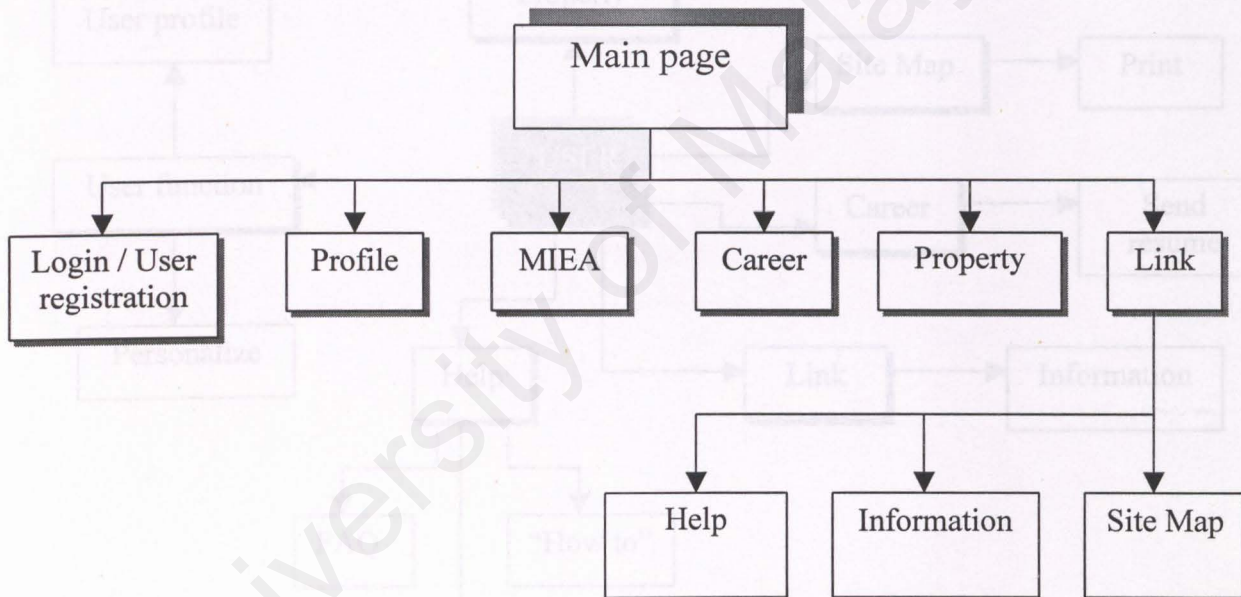 Main page
Login / User
registration
Profile
MIEA
Career
Property
Link
Help
Information
Site Map
User profile
Site Map
Print
User function
Career
Send
resume
Personalize
Help
Link
Information
"How to"
University of Malay